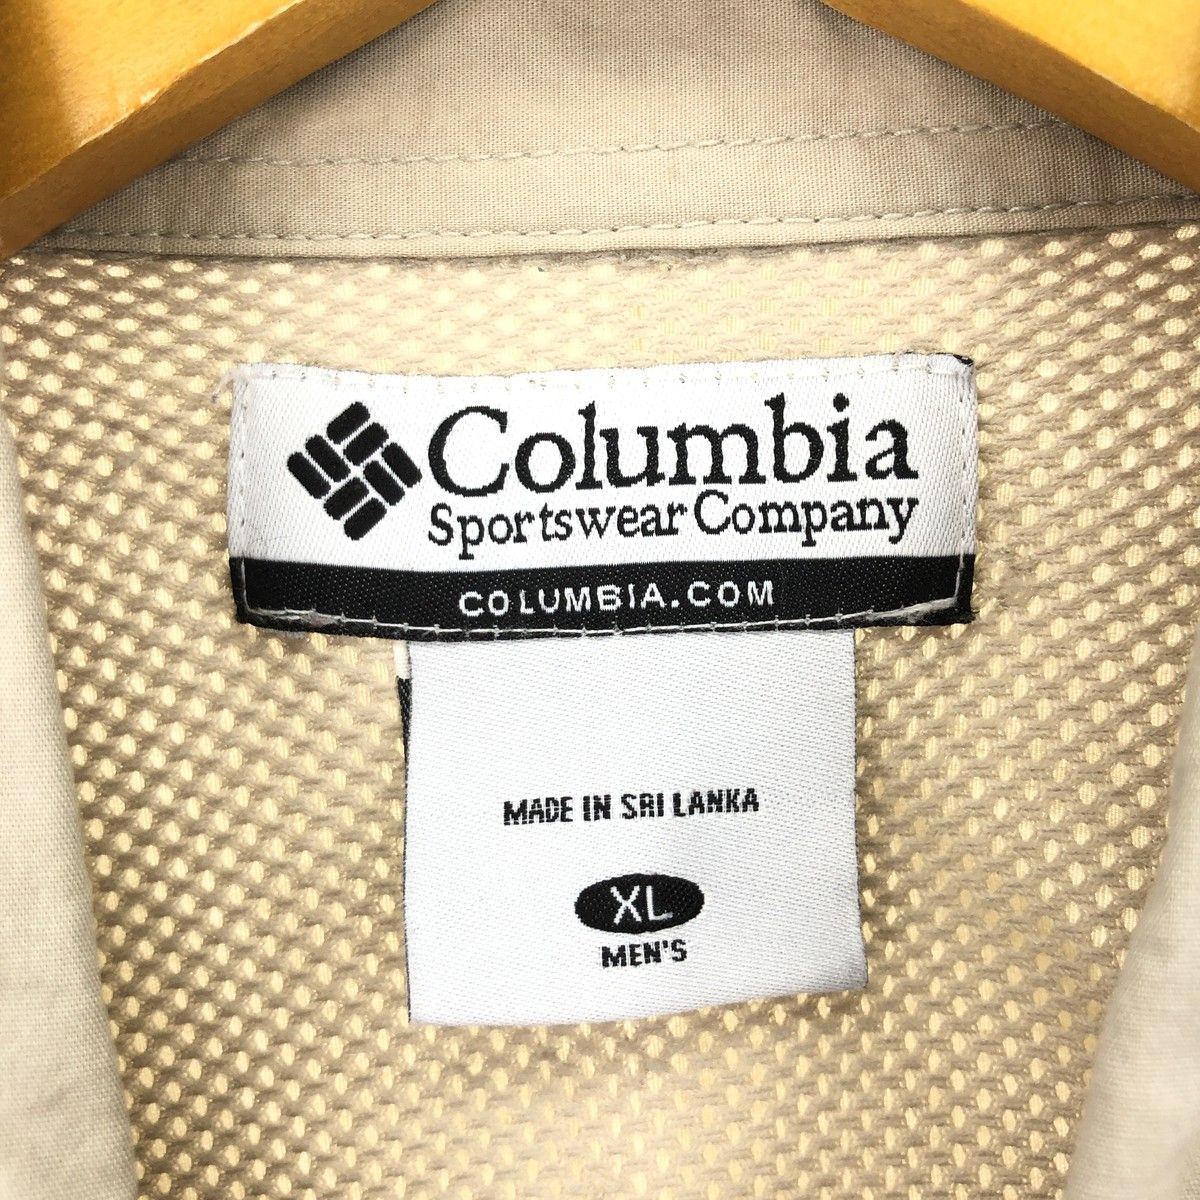 Columbia
Sportswear Company
COLUMBIA.COM
MADE IN SRI LANKA
XL
MEN'S